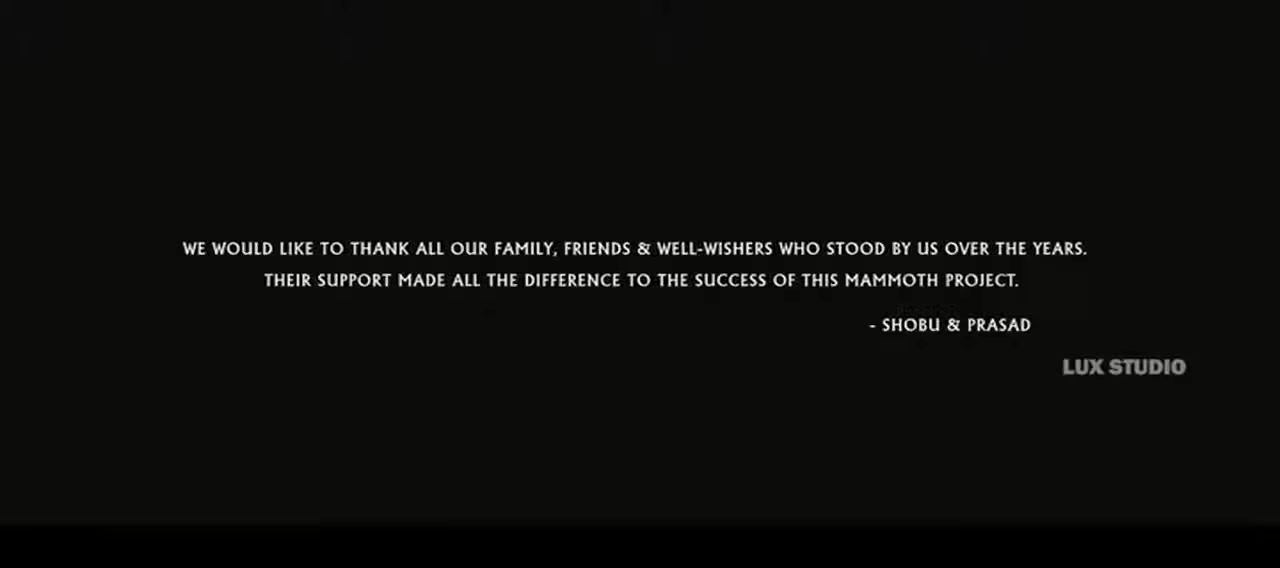 WE WOULD LIKE TO THANK ALL OUR FAMILY, FRIENDS & WELL-WISHERS WHO STOOD BY US OVER THE YEARS.
THEIR SUPPORT MADE ALL THE DIFFERENCE TO THE SUCCESS OF THIS MAMMOTH PROJECT.
- SHOBU & PRASAD
LUX STUDIO